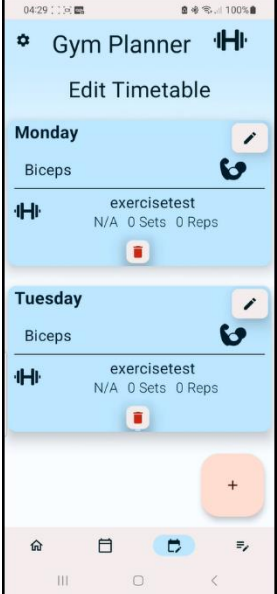 04:29
100%
Gym Planner
Edit Timetable
Monday
Biceps
exercisetest
N/A 0 Sets 0 Reps
Tuesday
Biceps
exercisetest
N/A 0 Sets 0 Reps
+